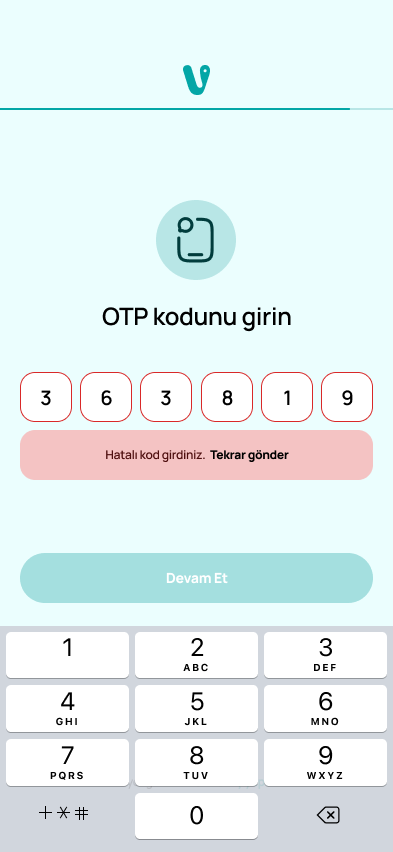 OTP kodunu girin
3 6 3 8 1 9
Hatalı kod girdiniz. Tekrar gönder
Devam Et
1 2 3
ABC DEF
4 5 6
GHI JKL MNO
7 8 9
PQRS TUV WXYZ
+ * # 0